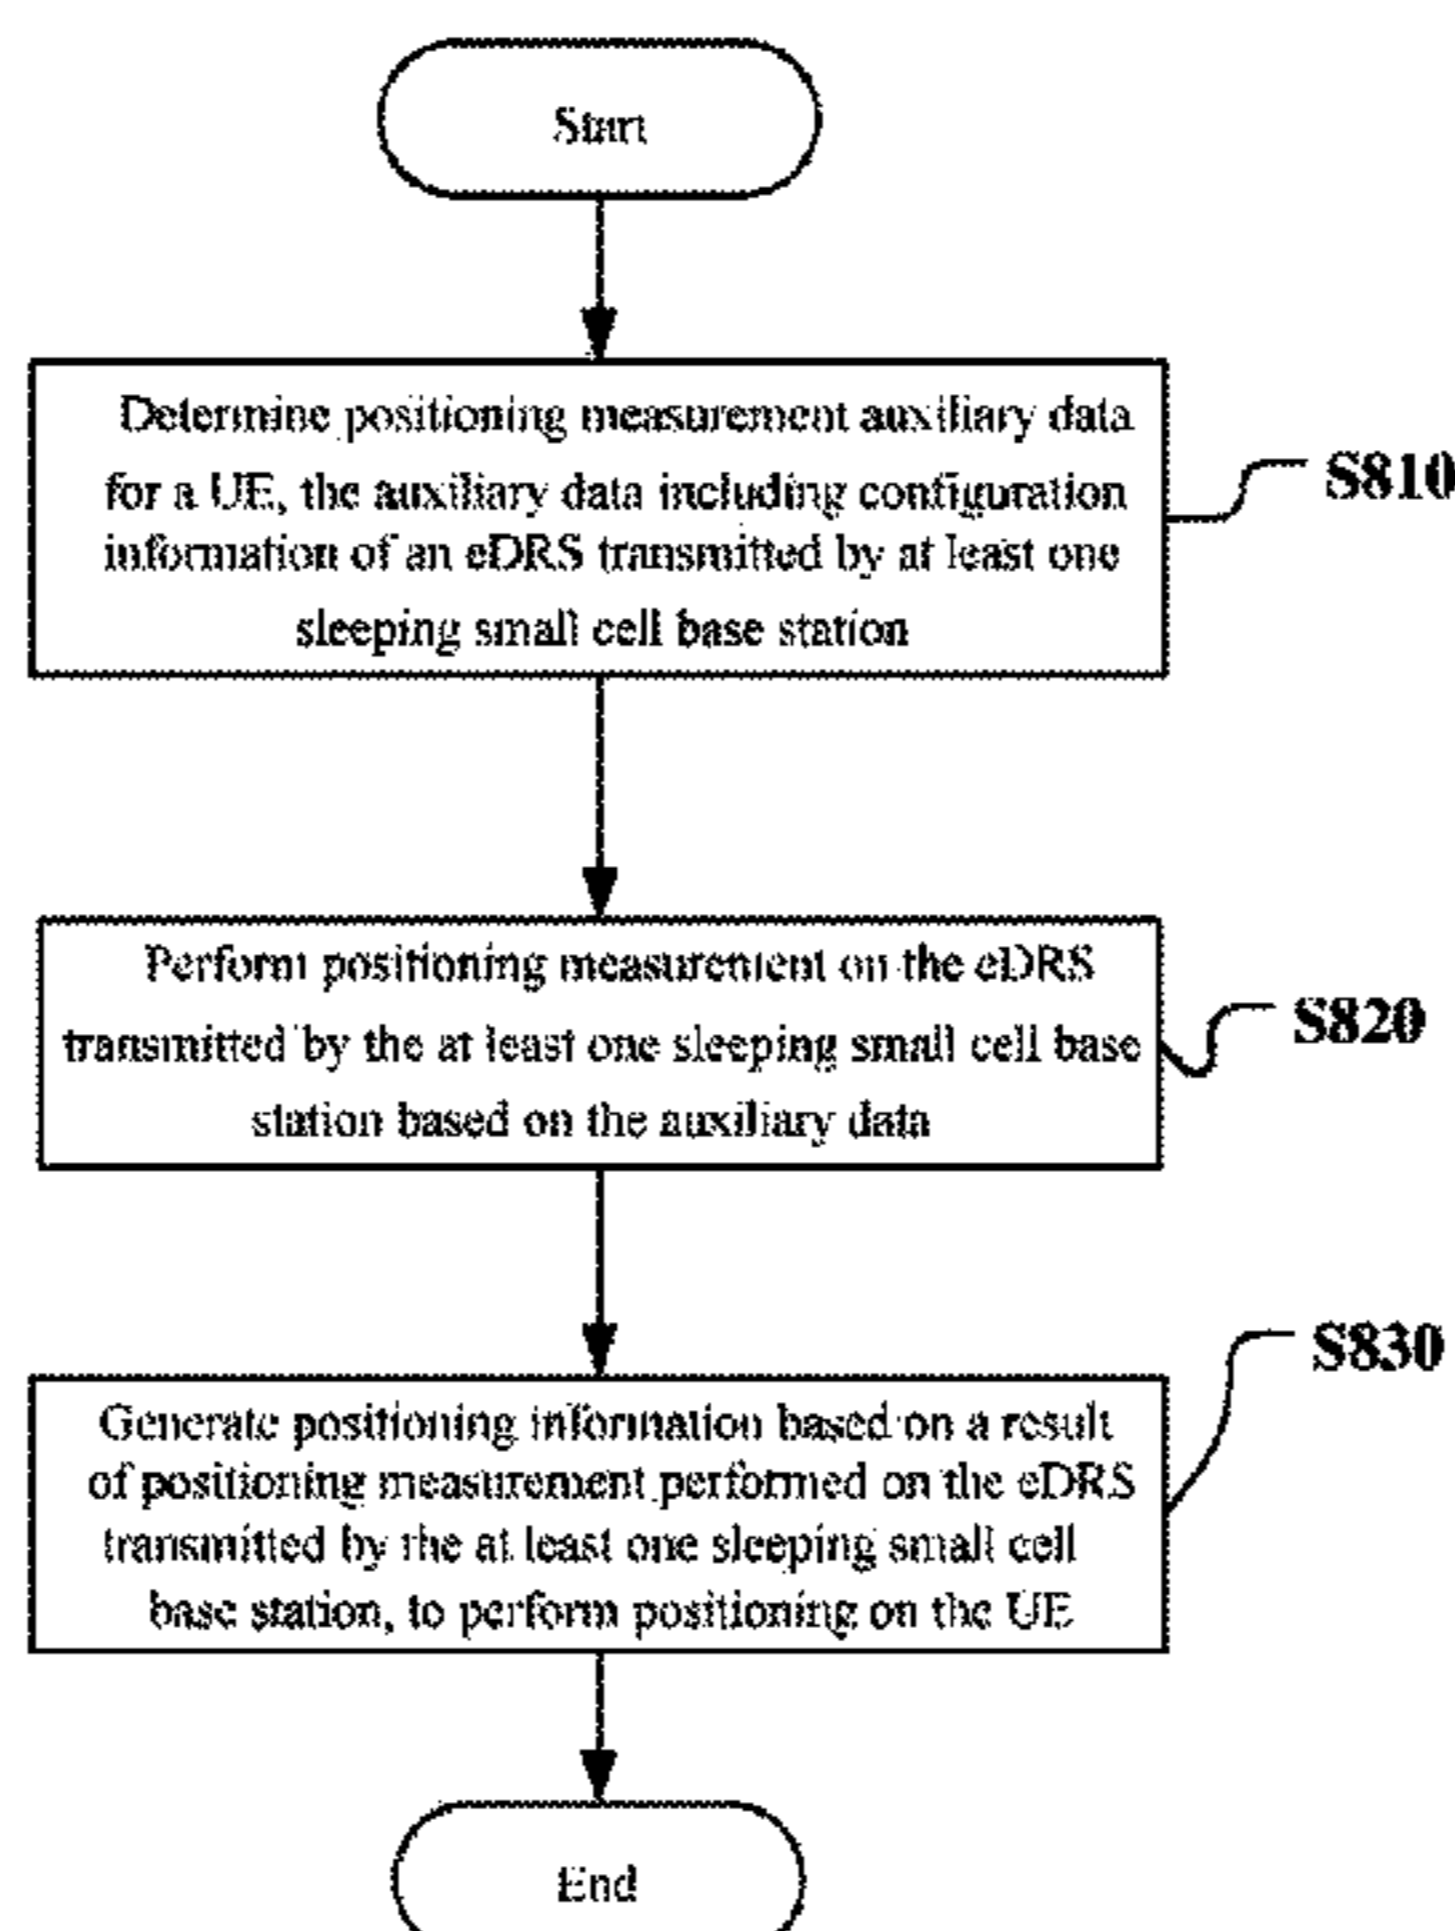 Start
Determine positioning measurement auxiliary data
for a UE, the auxiliary data including configuration
information of an eDRS transmitted by at least one
sleeping small cell base station
S810
Perform positioning measurement on the eDRS
transmitted by the at least one sleeping small cell base
station based on the auxiliary data
S820
Generate positioning information based on a result
of positioning measurement performed on the eDRS
transmitted by the at least one sleeping small cell
base station, to perform positioning on the UE
S830
End